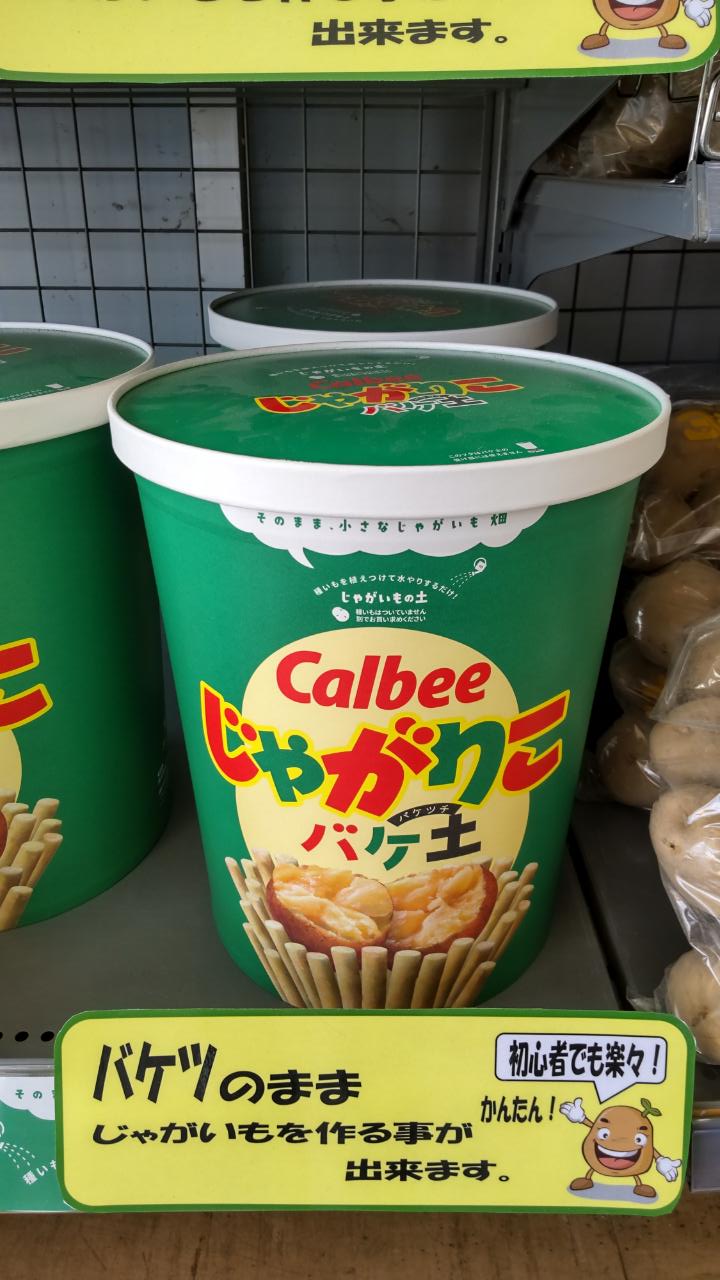 出来ます。
Calbee
じゃがりこ
バケ土
そのまま、小さなじゃがいも畑
種いもを植えつけて水やりするだけ!
じゃがいもの土
種いもはついていません
別でお買い求めください
Calbee
じゃがりこ
バケツチ
バケ土
バケツのまま
じゃがいもを作る事が
出来ます。
初心者でも楽々!
かんたん!